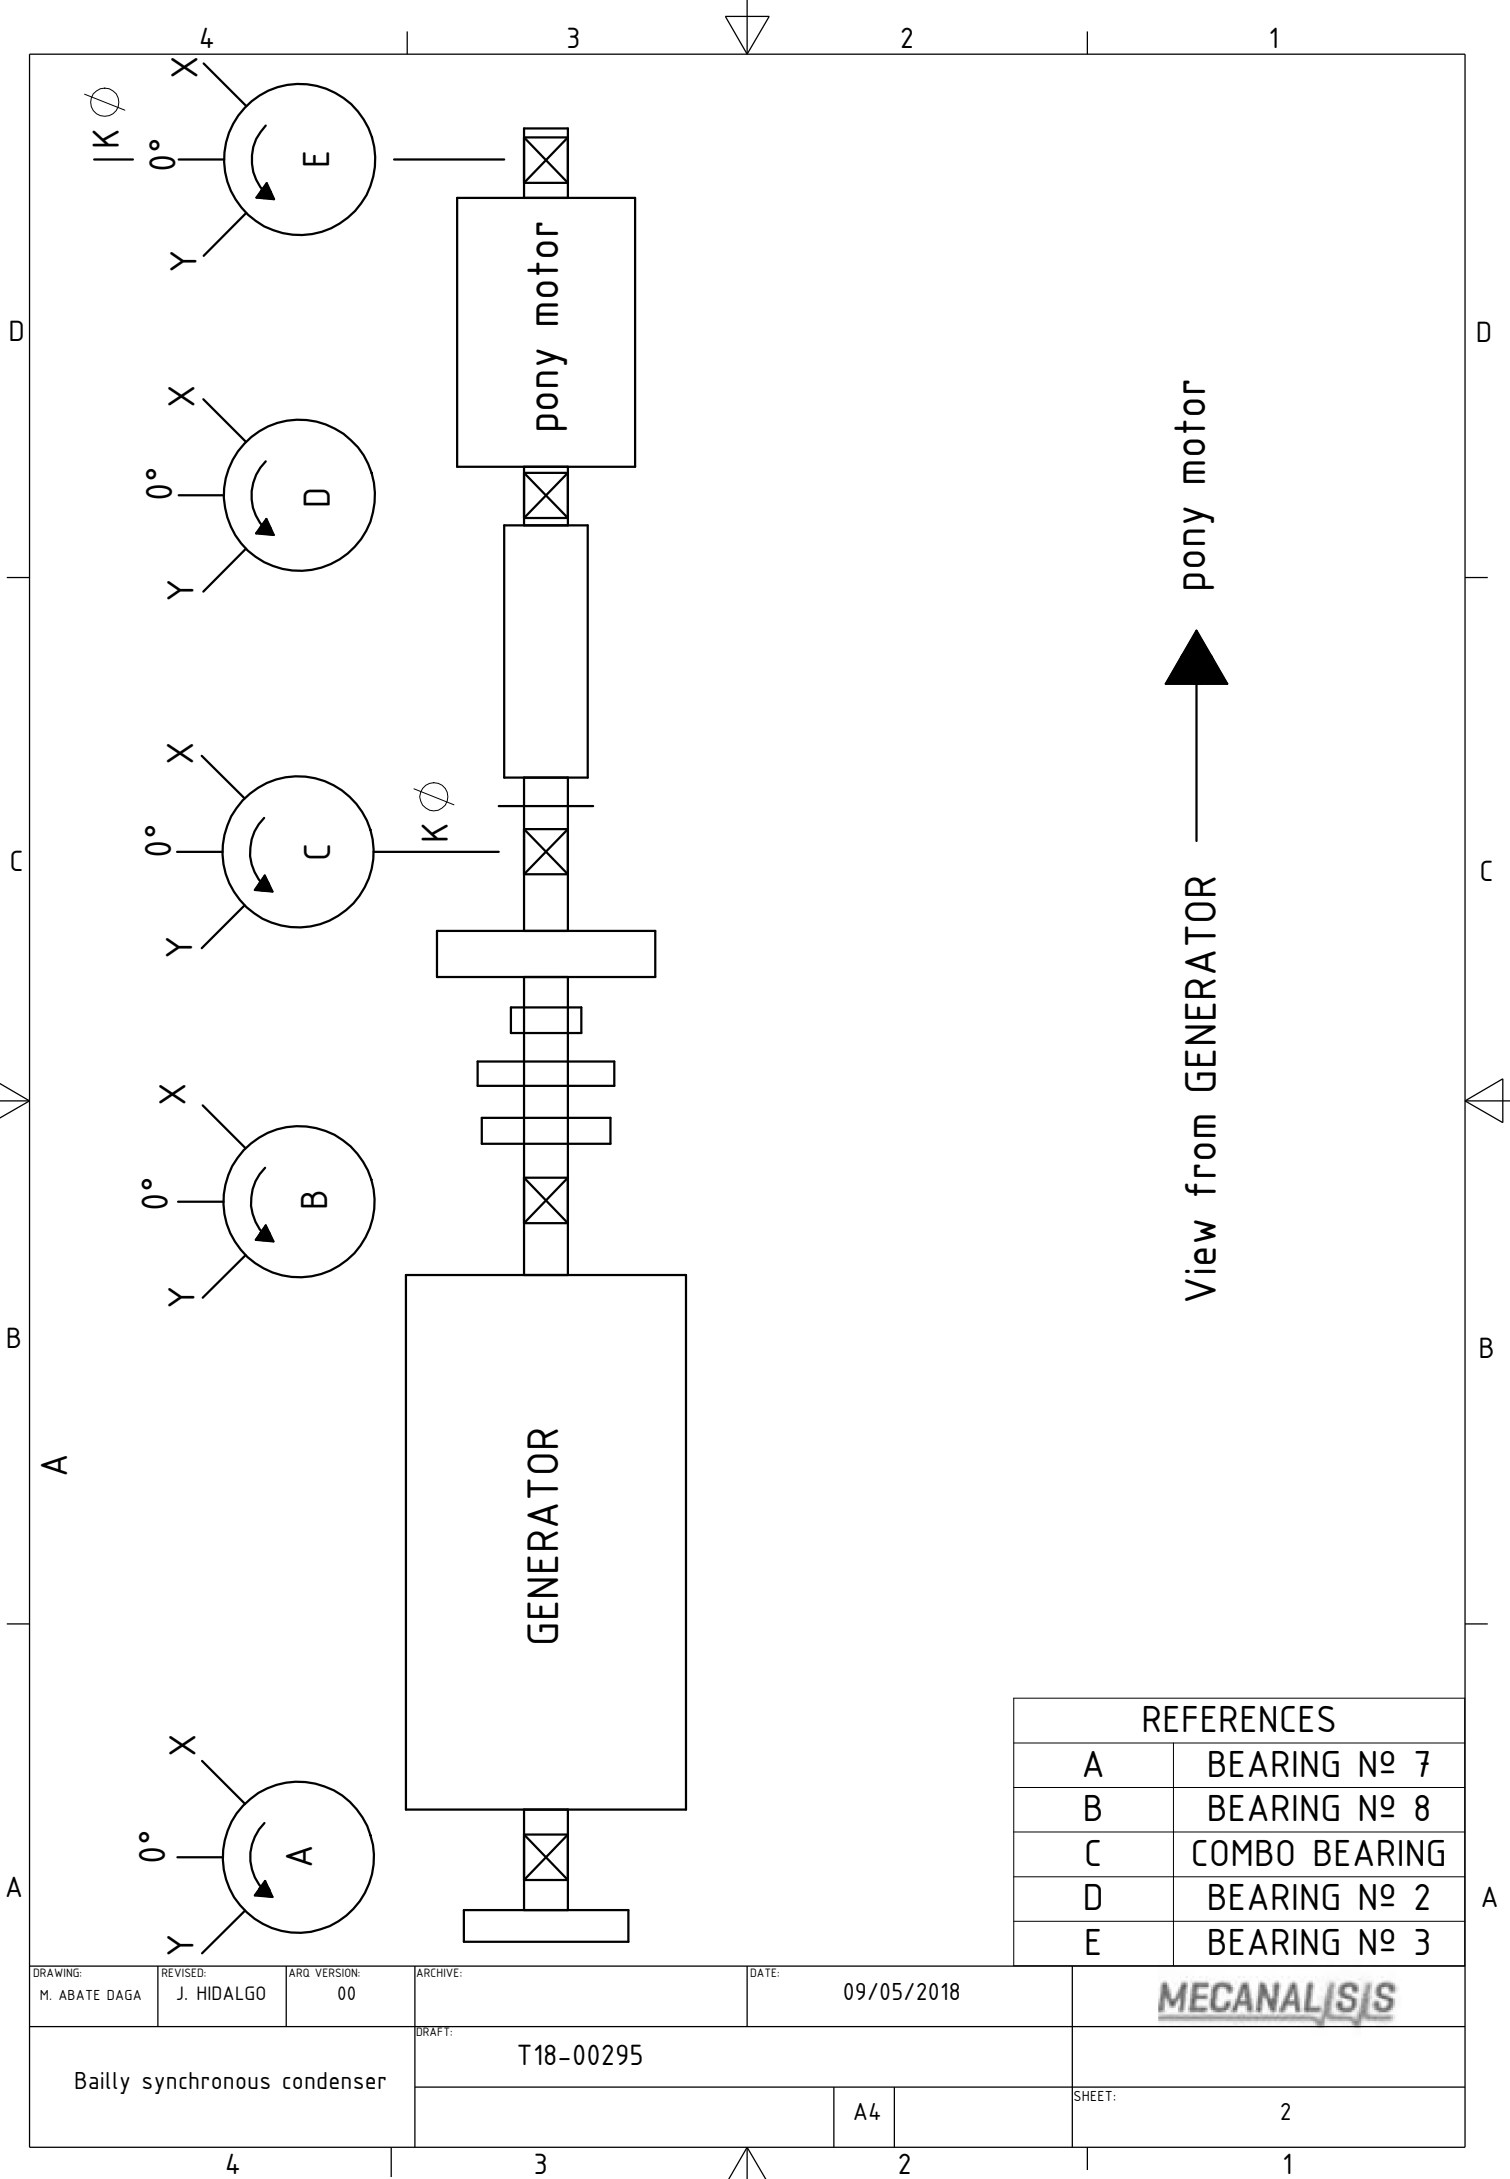 4 3 2 1
X
KØ
0°
E
Y
pony motor
D
D
X
0°
D
Y
pony motor
X
KØ
0°
C
Y
C
C
View from GENERATOR
X
0°
B
Y
B
B
A
GENERATOR
X
0°
A
Y
A
A
REFERENCES
A BEARING Nº 7
B BEARING Nº 8
C COMBO BEARING
D BEARING Nº 2
E BEARING Nº 3
DRAWING:
M. ABATE DAGA
REVISED:
J. HIDALGO
ARQ VERSION:
00
ARCHIVE:
DATE:
09/05/2018
MECANALISIS
Bailly synchronous condenser
DRAFT:
T18-00295
A4
SHEET:
2
4 3 2 1